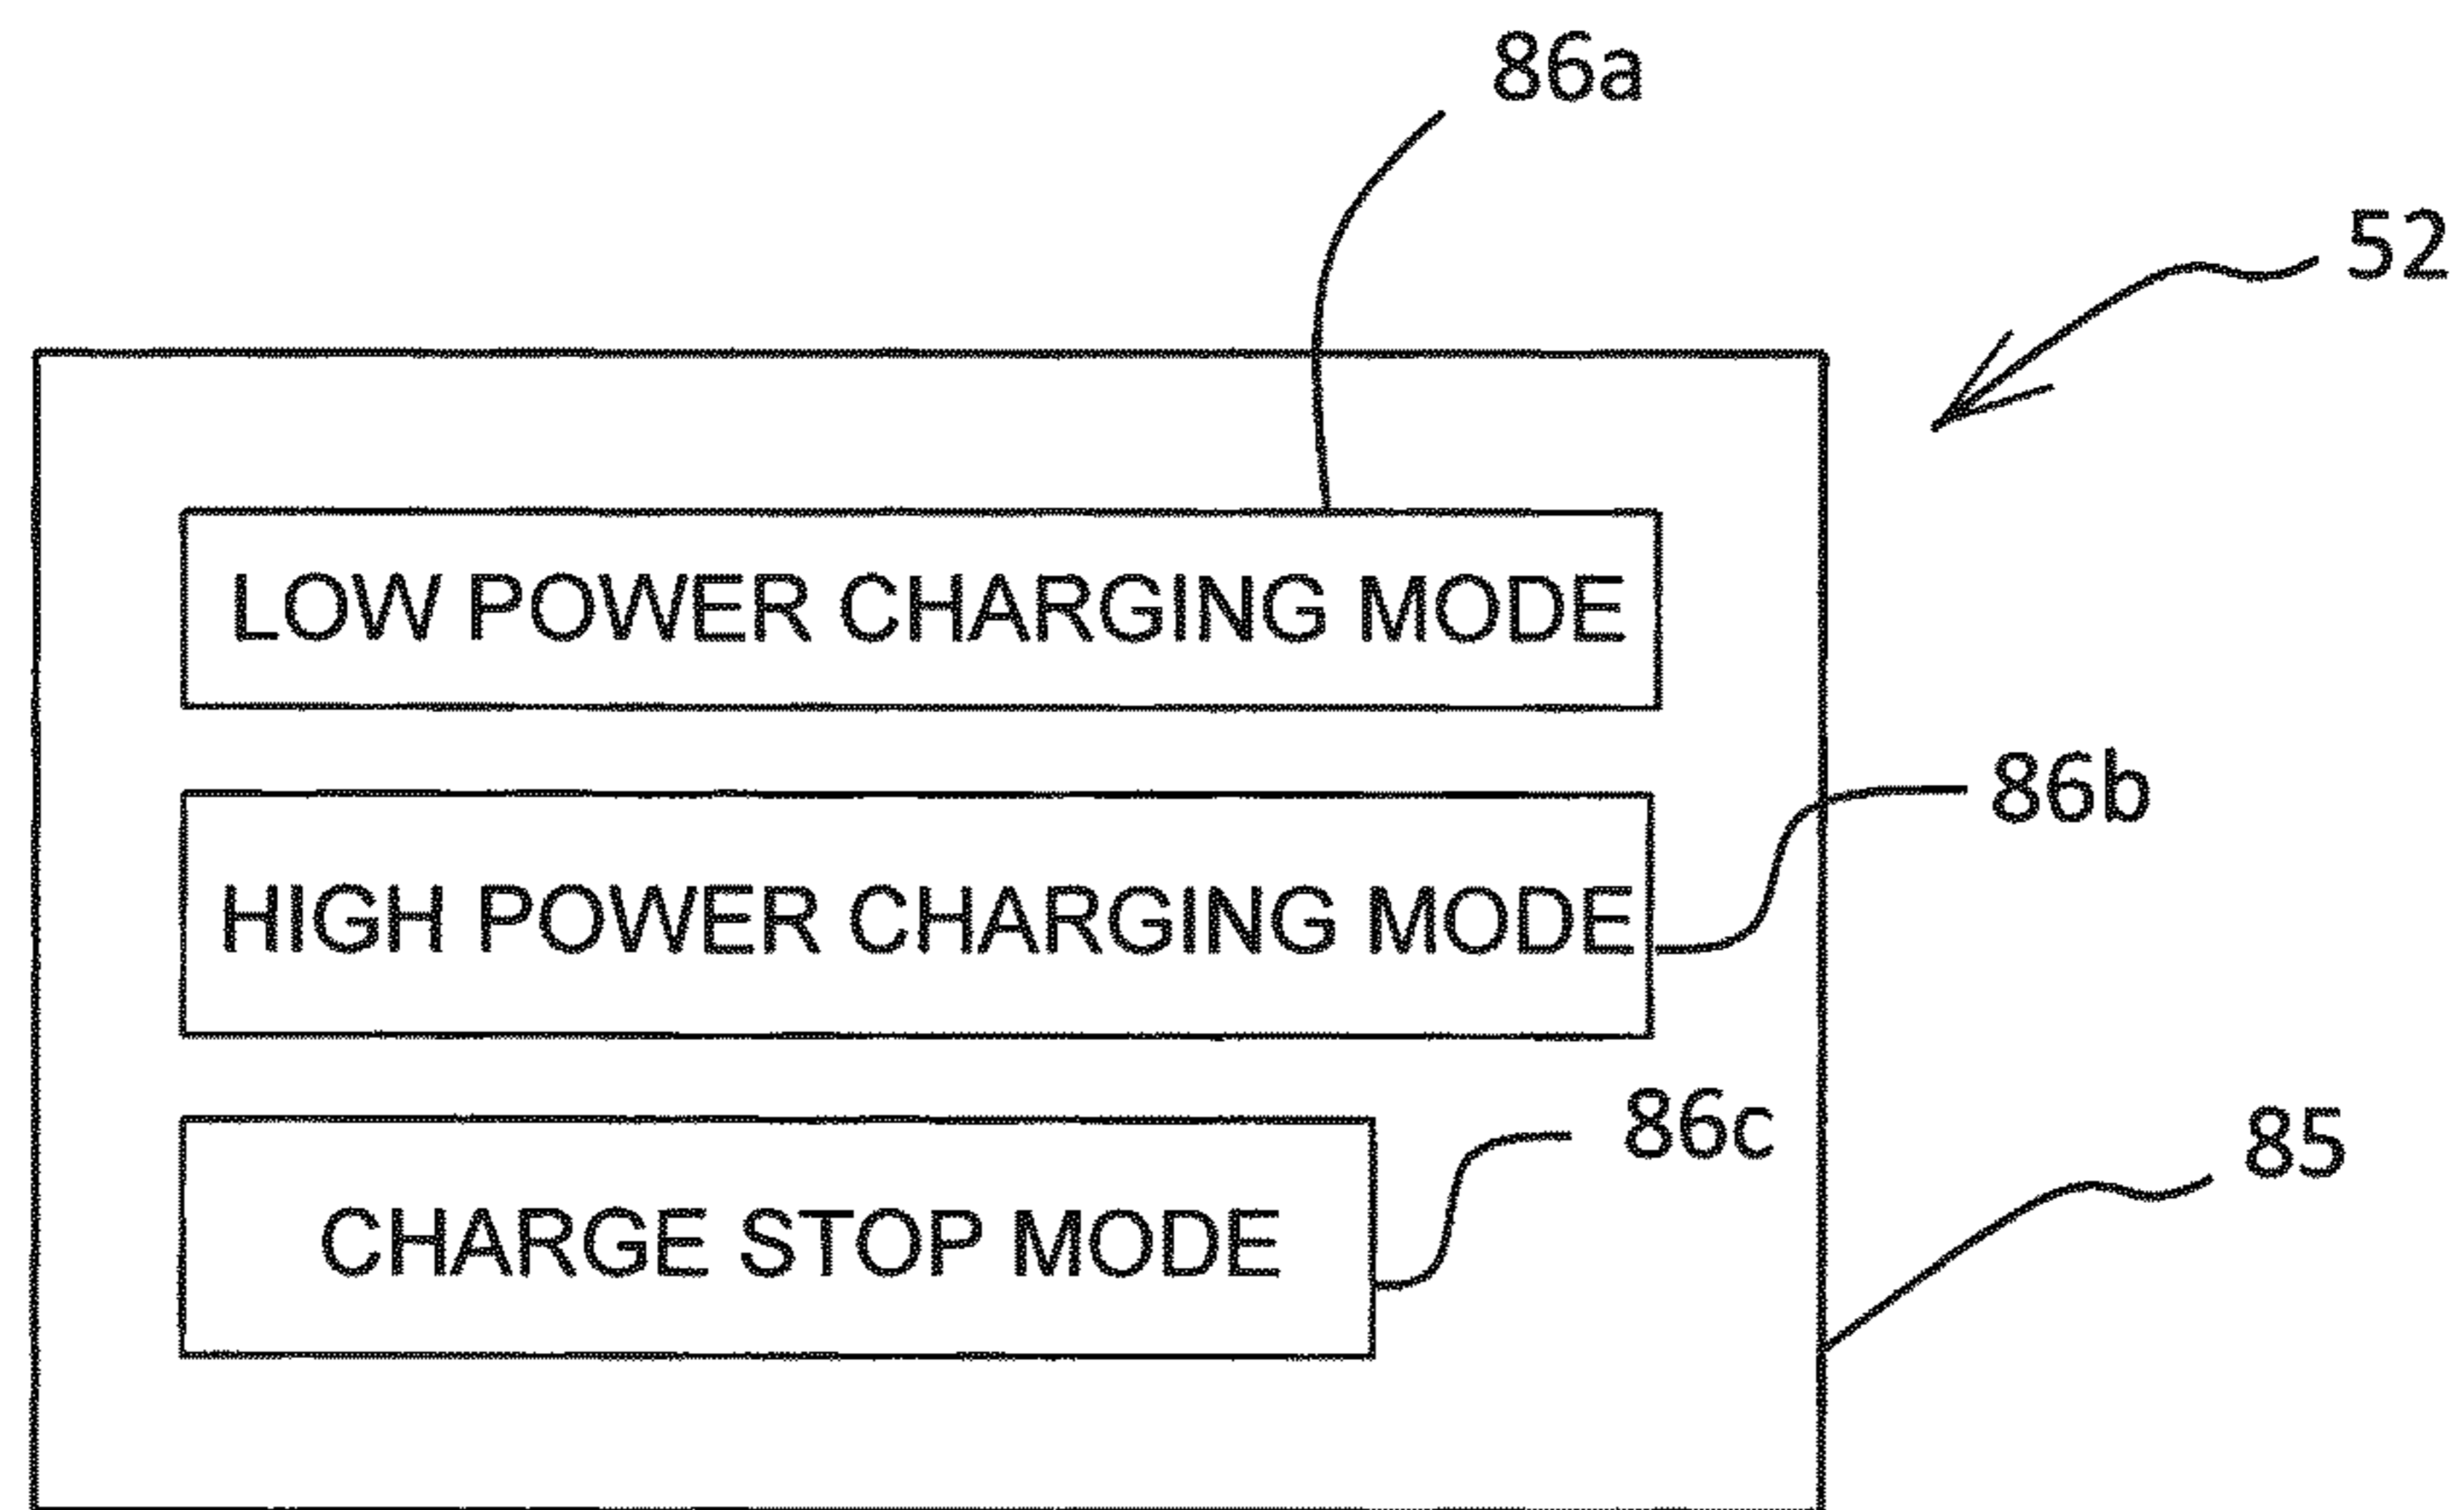 86a
52
LOW POWER CHARGING MODE
86b
HIGH POWER CHARGING MODE
86c
85
CHARGE STOP MODE